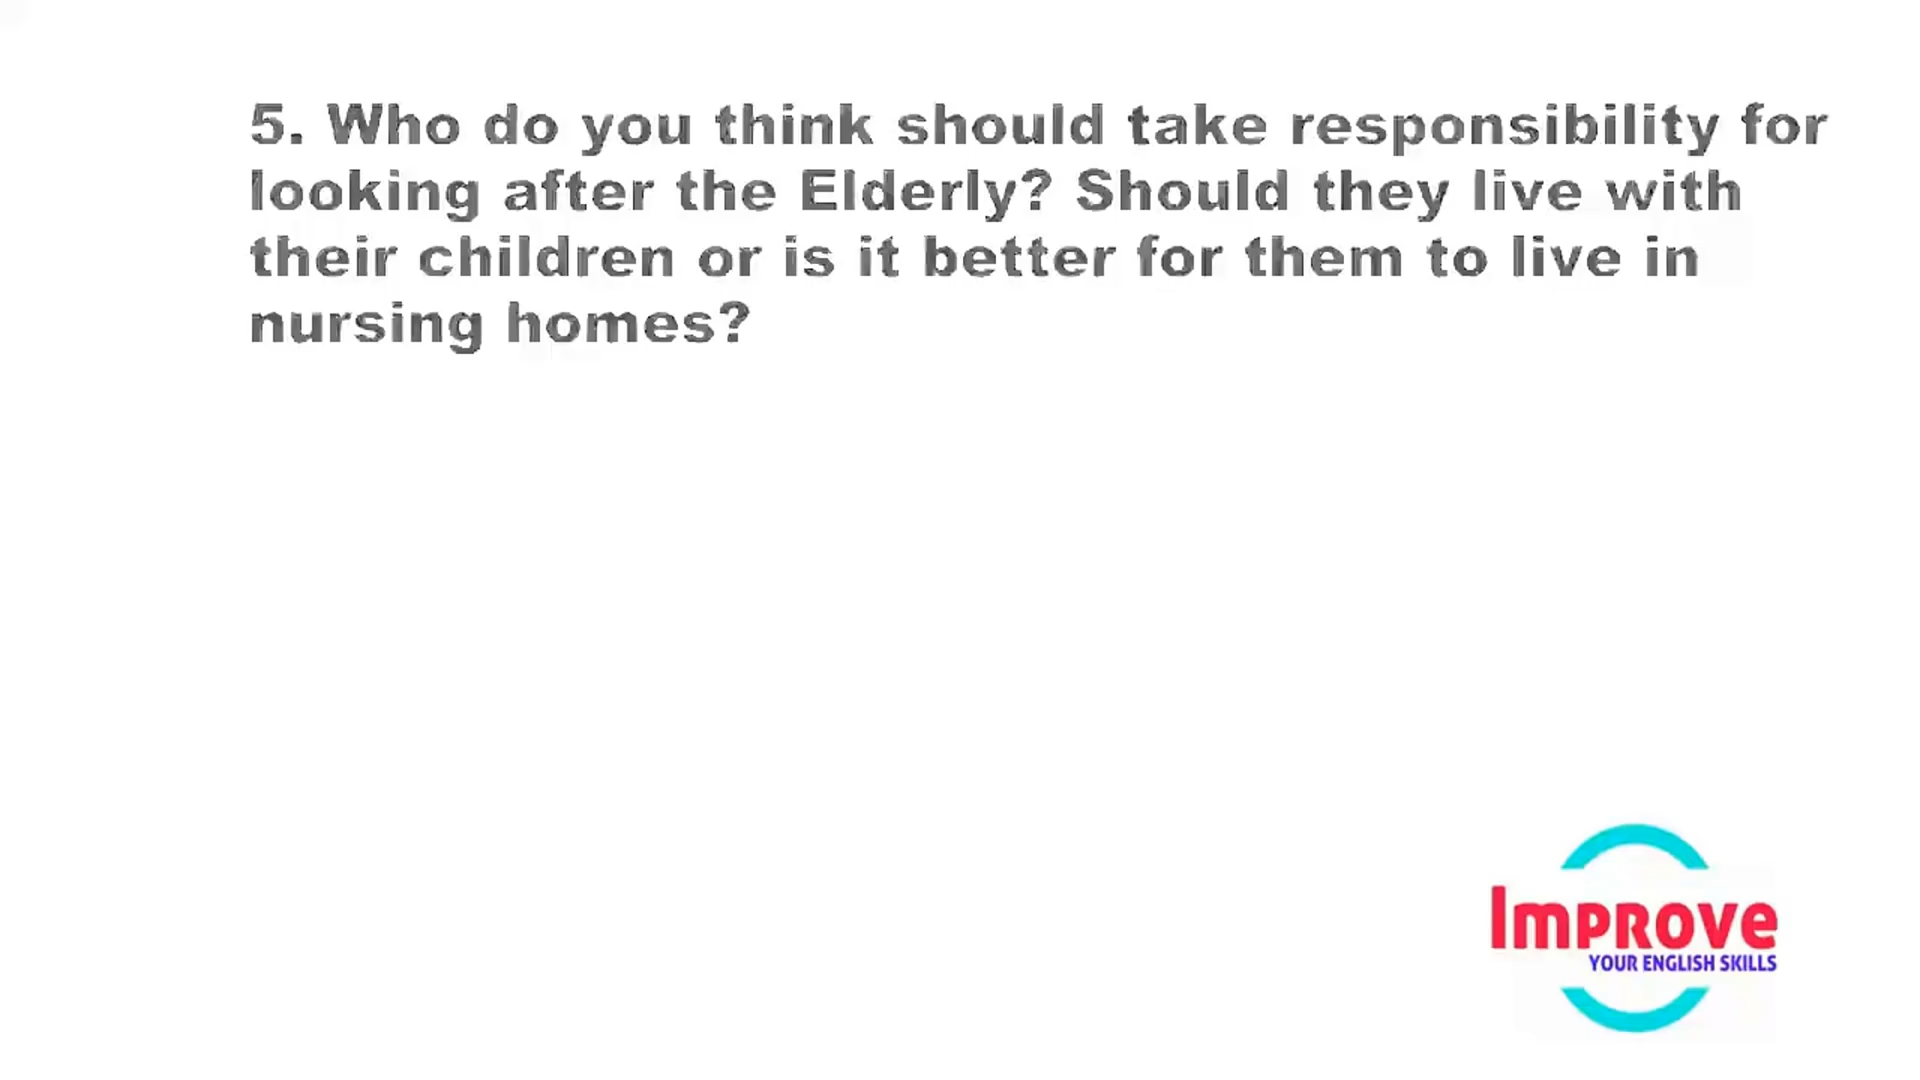 5. Who do you think should take responsibility for
looking after the Elderly? Should they live with
their children or is it better for them to live in
nursing homes?
Improve
YOUR ENGLISH SKILLS